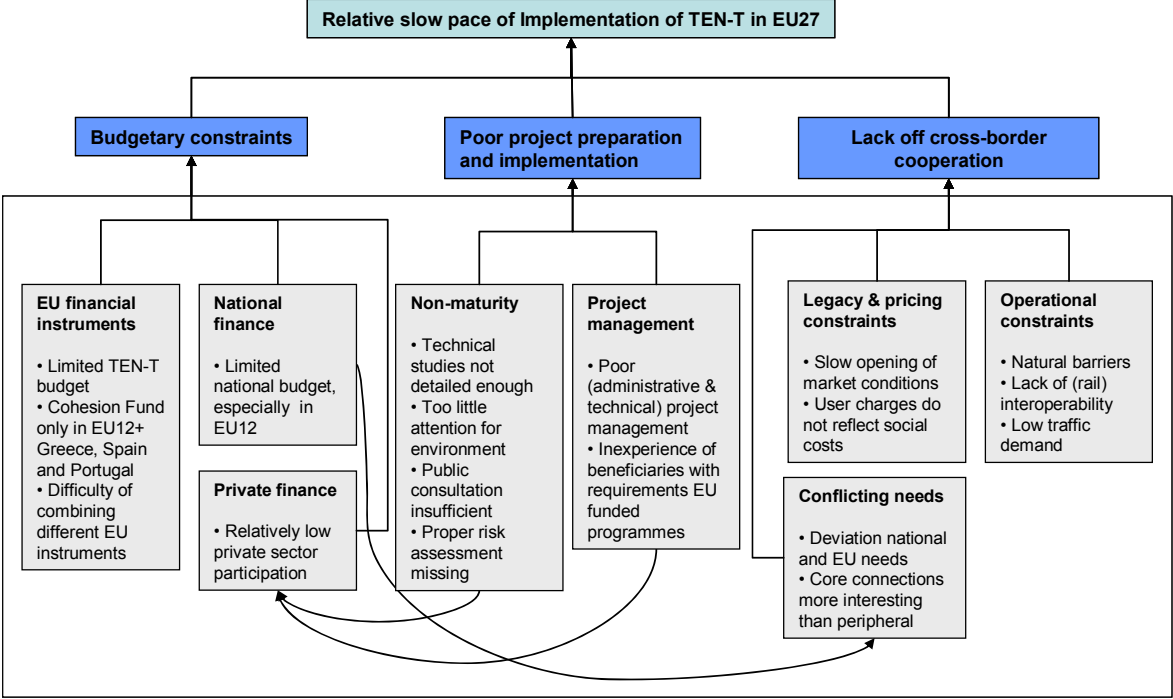 Relative slow pace of Implementation of TEN-T in EU27
Budgetary constraints
Poor project preparation
and implementation
Lack off cross-border
cooperation
EU financial
instruments
• Limited TEN-T
budget
• Cohesion Fund
only in EU12+
Greece, Spain
and Portugal
• Difficulty of
combining
different EU
instruments
National
finance
• Limited
national budget,
especially in
EU12
Private finance
• Relatively low
private sector
participation
Non-maturity
• Technical
studies not
detailed enough
• Too little
attention for
environment
• Public
consultation
insufficient
• Proper risk
assessment
missing
Project
management
• Poor
(administrative &
technical) project
management
• Inexperience of
beneficiaries with
requirements EU
funded
programmes
Legacy & pricing
constraints
• Slow opening of
market conditions
• User charges do
not reflect social
costs
Operational
constraints
• Natural barriers
• Lack of (rail)
interoperability
• Low traffic
demand
Conflicting needs
• Deviation national
and EU needs
• Core connections
more interesting
than peripheral